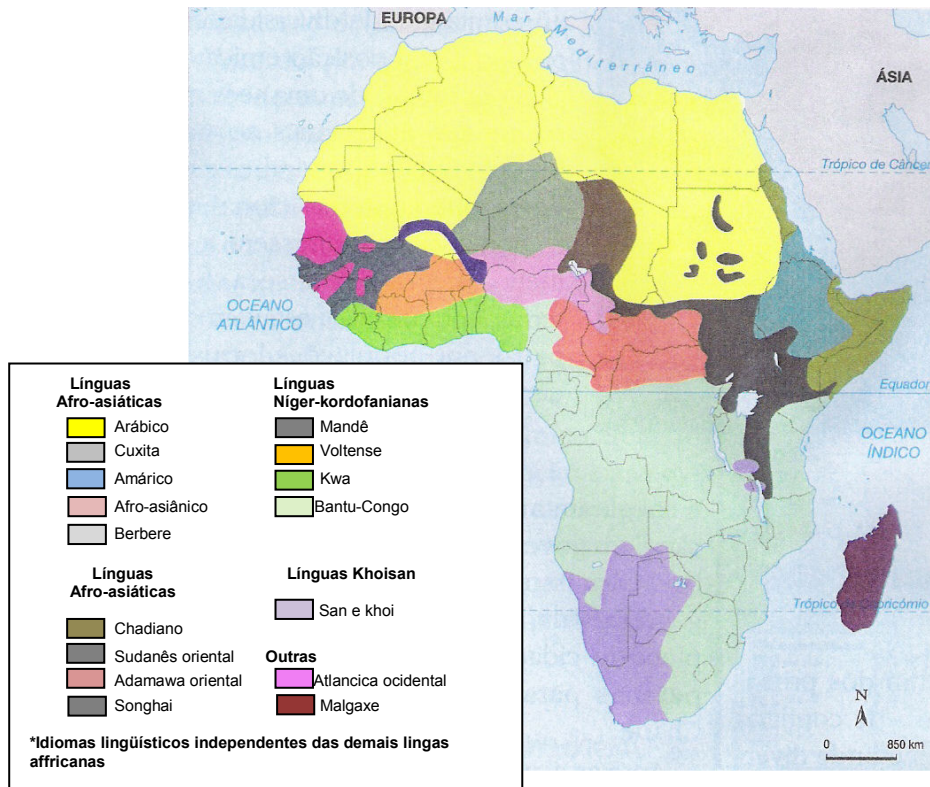 EUROPA
Mar
Mediterrâneo
ÁSIA
Trópico de Câncer
OCEANO
ATLÂNTICO
Equador
OCEANO
ÍNDICO
Trópico de Capricórnio
N
0 850 km
Línguas
Afro-asiáticas
Arábico
Cuxita
Amárico
Afro-asiânico
Berbere
Línguas
Níger-kordofanianas
Mandê
Voltense
Kwa
Bantu-Congo
Línguas
Afro-asiáticas
Chadiano
Sudanês oriental
Adamawa oriental
Songhai
Línguas Khoisan
San e khoi
Outras
Atlancica ocidental
Malgaxe
*Idiomas lingüísticos independentes das demais lingas
affricanas